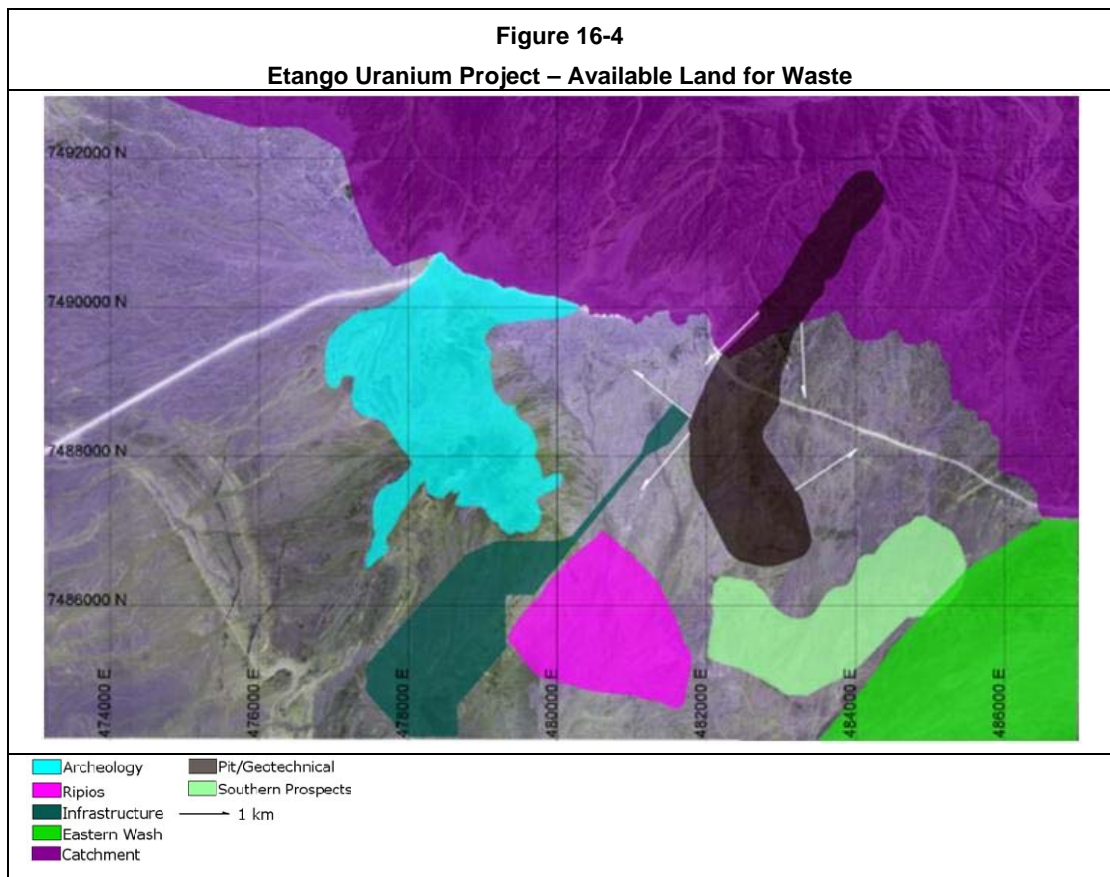 Figure 16-4
Etango Uranium Project – Available Land for Waste
7492000 N
7490000 N
7488000 N
7486000 N
474000 E
476000 E
478000 E
480000 E
482000 E
484000 E
486000 E
Archeology
Pit/Geotechnical
Ripios
Southern Prospects
Infrastructure
1 km
Eastern Wash
Catchment